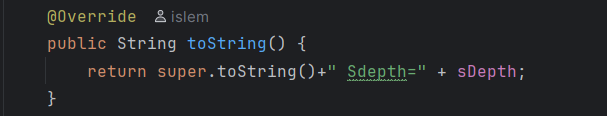 @Override islem
public String toString() {
return super.toString()+" Sdepth=" + sDepth;
}